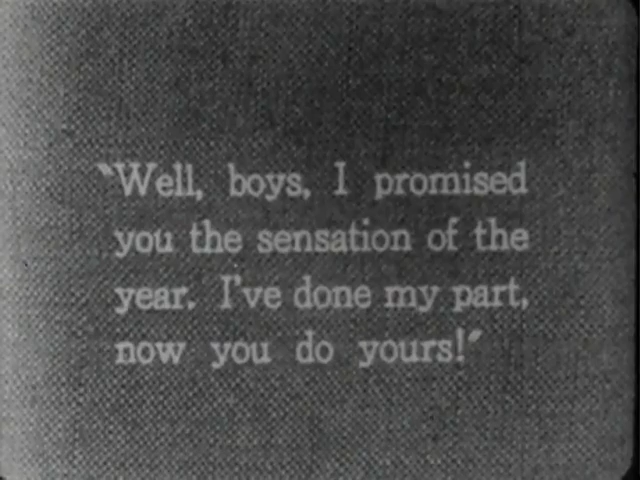 "Well, boys, I promised
you the sensation of the
year. I've done my part,
now you do yours!"